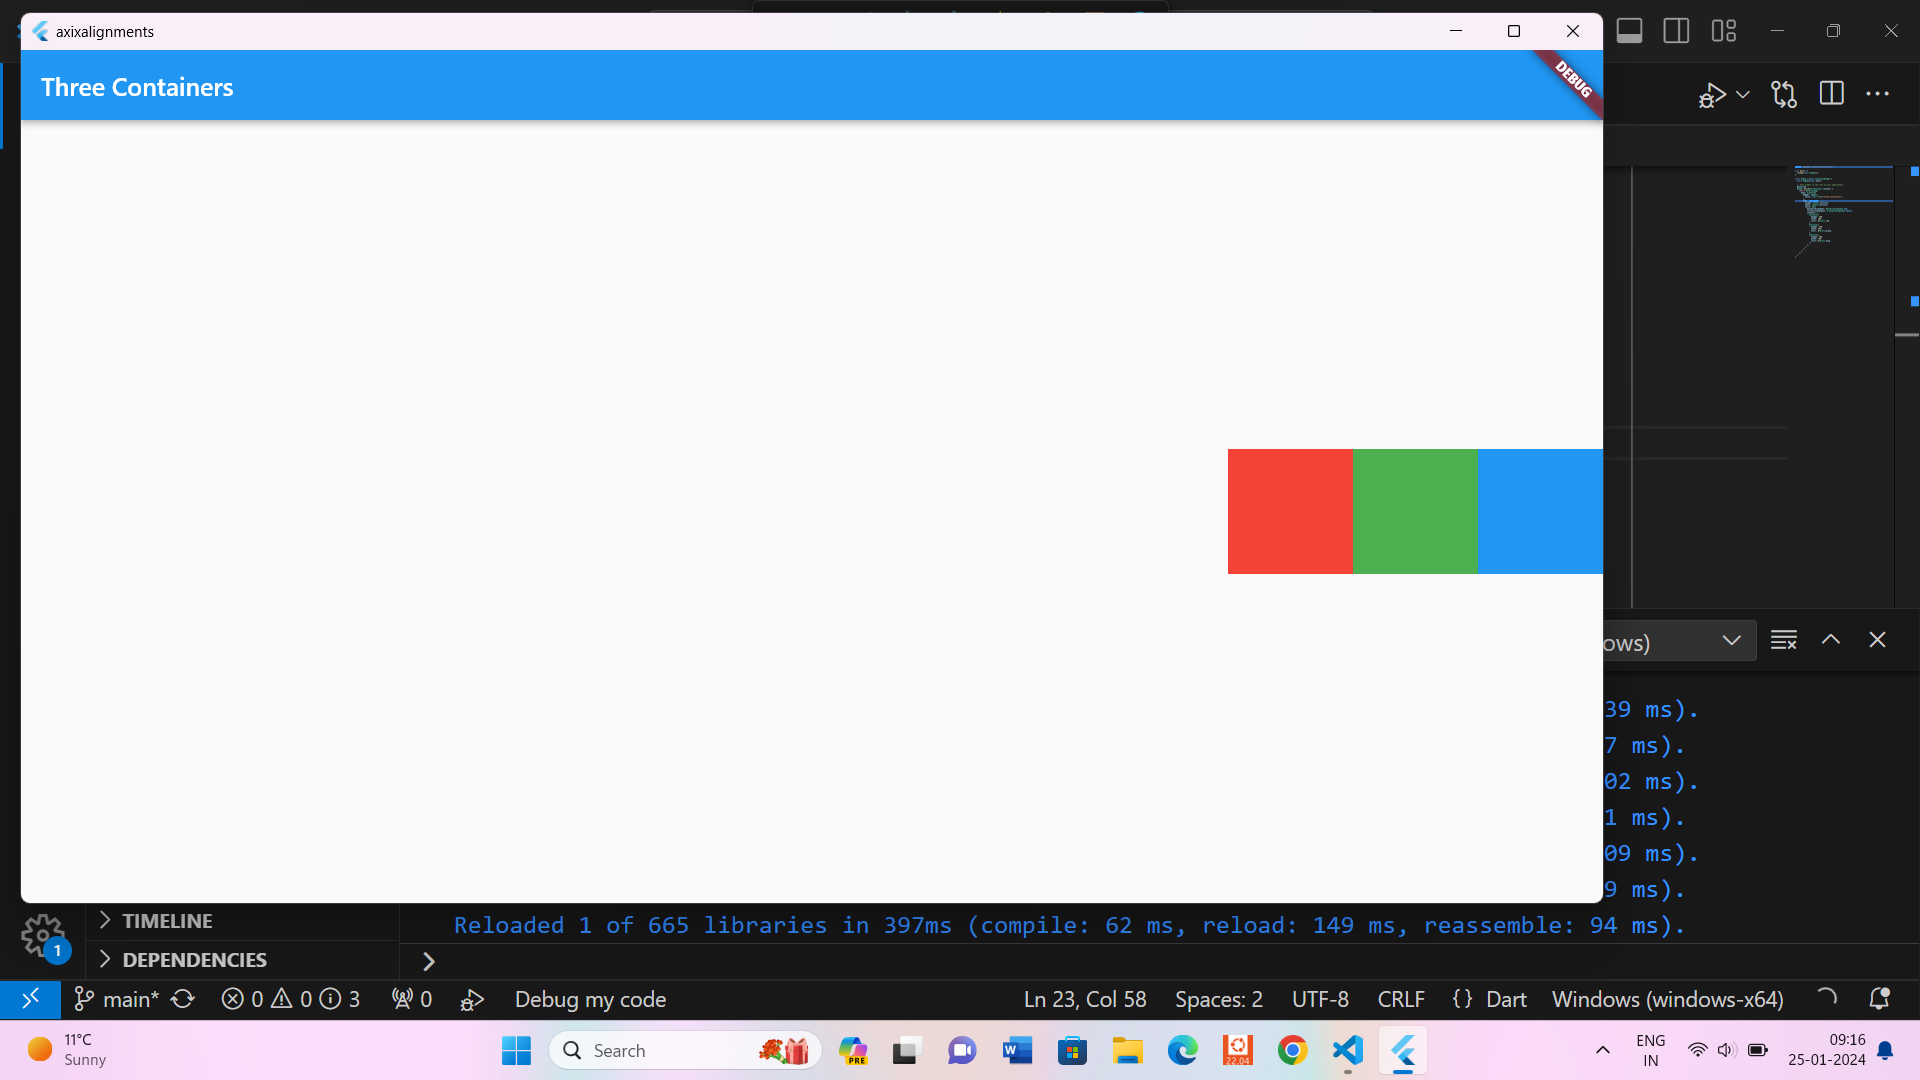 axixalignments
Three Containers
DEBUG
ows)
39 ms).
7 ms).
02 ms).
1 ms).
09 ms).
9 ms).
Reloaded 1 of 665 libraries in 397ms (compile: 62 ms, reload: 149 ms, reassemble: 94 ms).
TIMELINE
DEPENDENCIES
1
main*
0
0
3
0
Debug my code
Ln 23, Col 58
Spaces: 2
UTF-8
CRLF
{ } Dart
Windows (windows-x64)
11°C
Sunny
Search
PRE
W
22.04
ENG
IN
09:16
25-01-2024